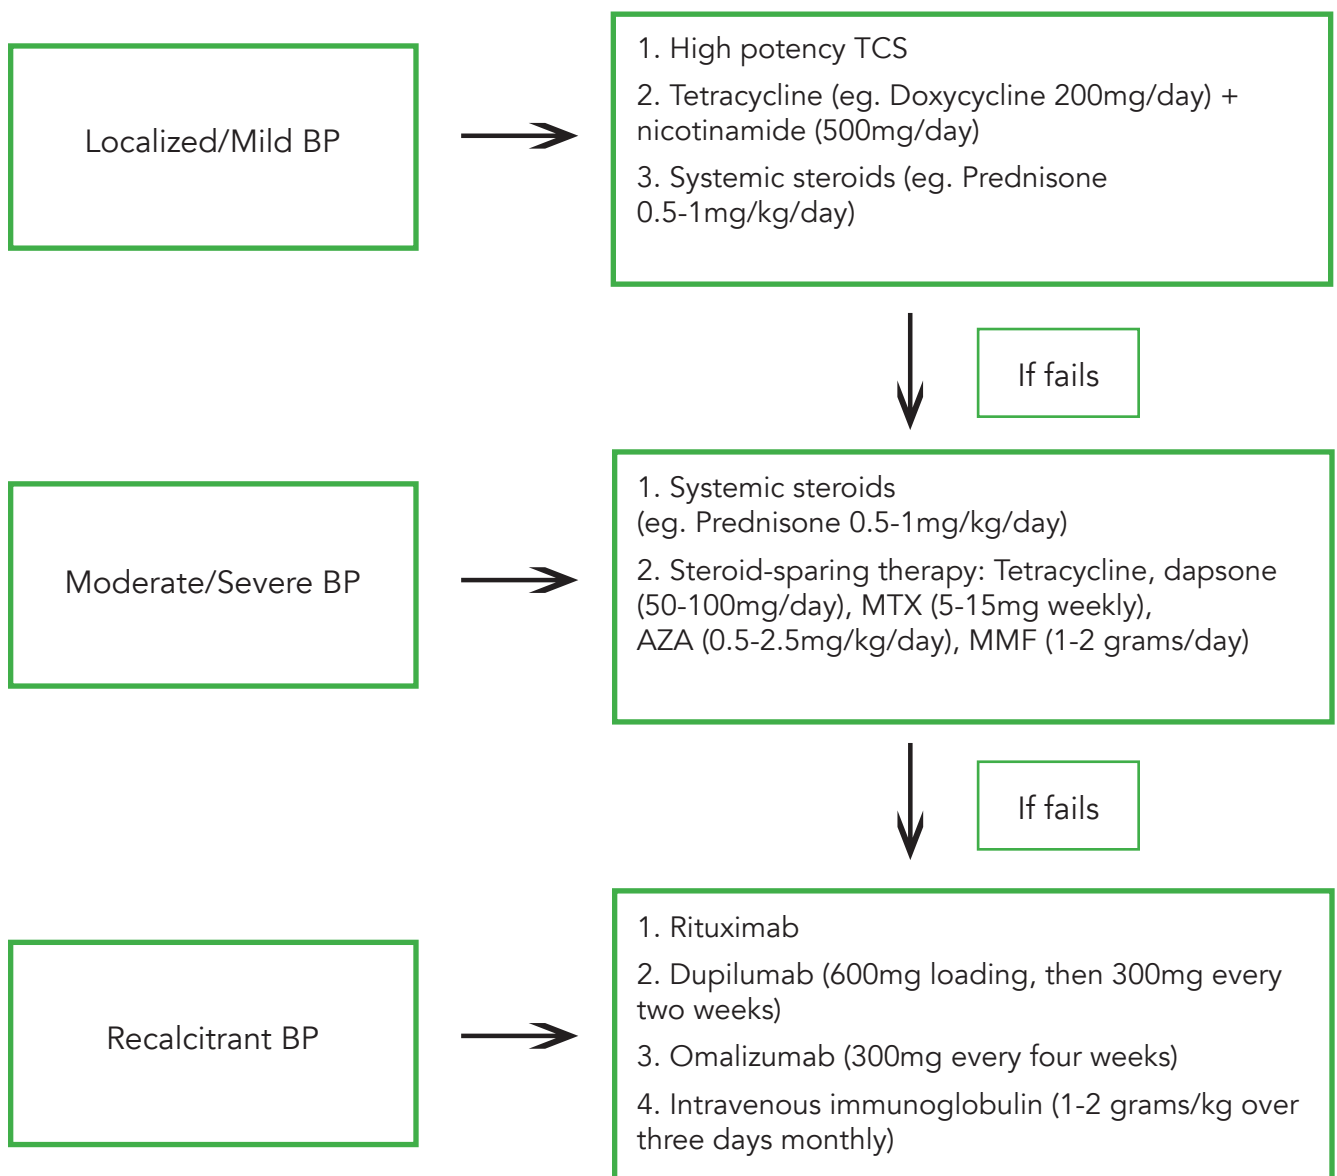 Localized/Mild BP
1. High potency TCS
2. Tetracycline (eg. Doxycycline 200mg/day) +
nicotinamide (500mg/day)
3. Systemic steroids (eg. Prednisone
0.5-1mg/kg/day)
If fails
Moderate/Severe BP
1. Systemic steroids
(eg. Prednisone 0.5-1mg/kg/day)
2. Steroid-sparing therapy: Tetracycline, dapsone
(50-100mg/day), MTX (5-15mg weekly),
AZA (0.5-2.5mg/kg/day), MMF (1-2 grams/day)
If fails
Recalcitrant BP
1. Rituximab
2. Dupilumab (600mg loading, then 300mg every
two weeks)
3. Omalizumab (300mg every four weeks)
4. Intravenous immunoglobulin (1-2 grams/kg over
three days monthly)